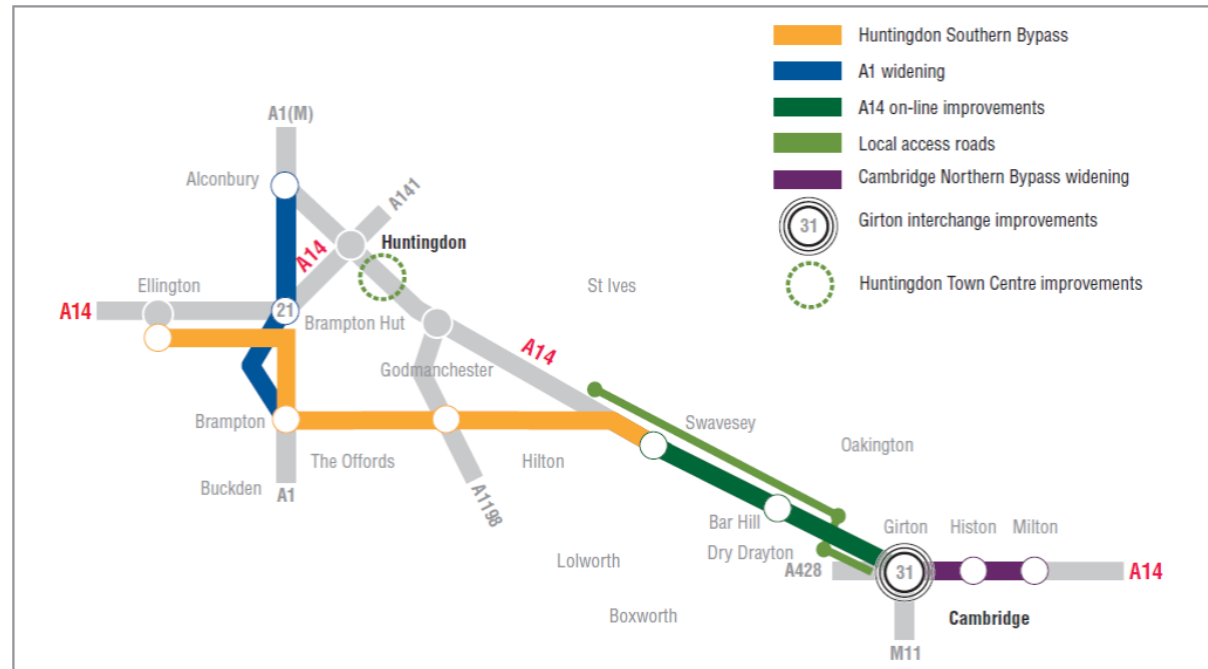 Huntingdon Southern Bypass
A1 widening
A14 on-line improvements
Local access roads
Cambridge Northern Bypass widening
31
Girton interchange improvements
Huntingdon Town Centre improvements
A1(M)
Alconbury
A141
Huntingdon
A14
Ellington
St Ives
A14
21
Brampton Hut
A14
Godmanchester
Brampton
Swavesey
Oakington
The Offords
Hilton
Buckden
A1
A1198
Bar Hill
Girton
Histon
Milton
Dry Drayton
Lolworth
A428
31
A14
Boxworth
Cambridge
M11